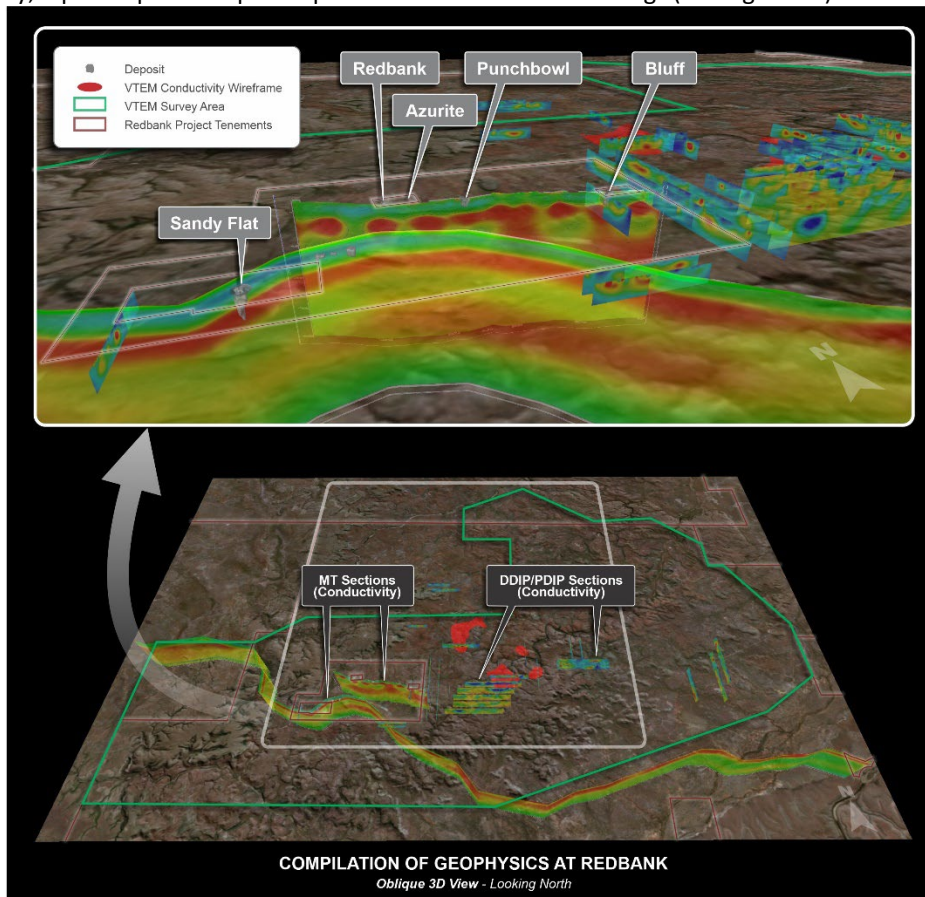 Deposit
VTEM Conductivity Wireframe
VTEM Survey Area
Redbank Project Tenements
Redbank
Punchbowl
Bluff
Azurite
Sandy Flat
N
MT Sections
(Conductivity)
DDIP/PDIP Sections
(Conductivity)
N
COMPILATION OF GEOPHYSICS AT REDBANK
Oblique 3D View - Looking North